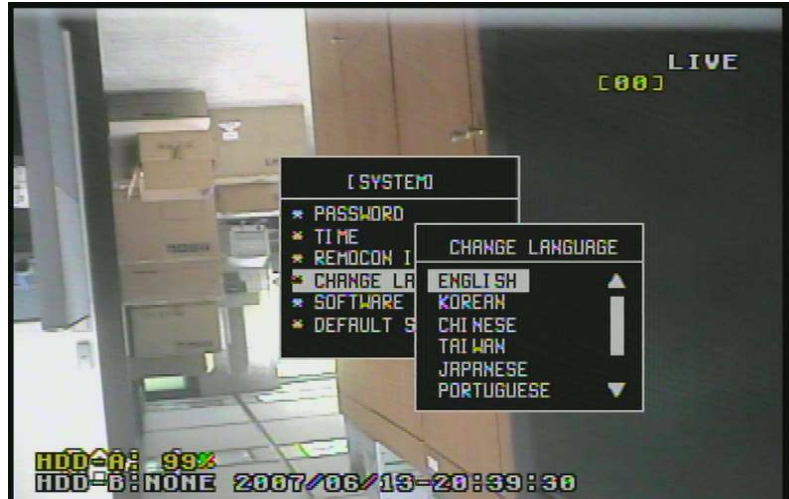 LIVE
[00]
[SYSTEM]
* PASSWORD
* TIME
* REMOCON I
* CHANGE LA
* SOFTWARE
* DEFAULT S
CHANGE LANGUAGE
ENGLISH
KOREAN
CHINESE
TAIWAN
JAPANESE
PORTUGUESE
HDD-A: 99%
HDD-B:NONE 2007/06/13-20:39:30